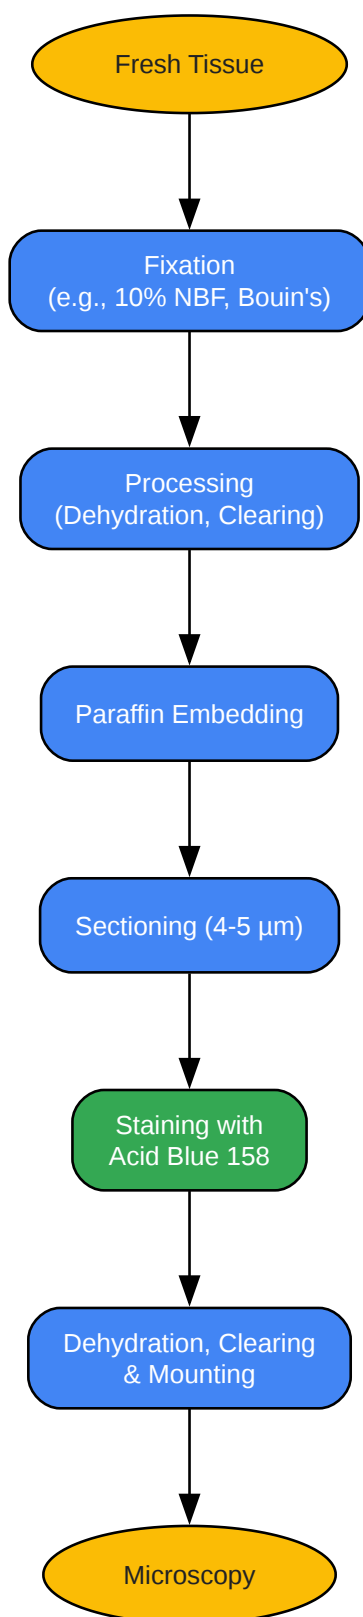 Fresh Tissue
Fixation
(e.g., 10% NBF, Bouin's)
Processing
(Dehydration, Clearing)
Paraffin Embedding
Sectioning (4-5 µm)
Staining with
Acid Blue 158
Dehydration, Clearing
& Mounting
Microscopy